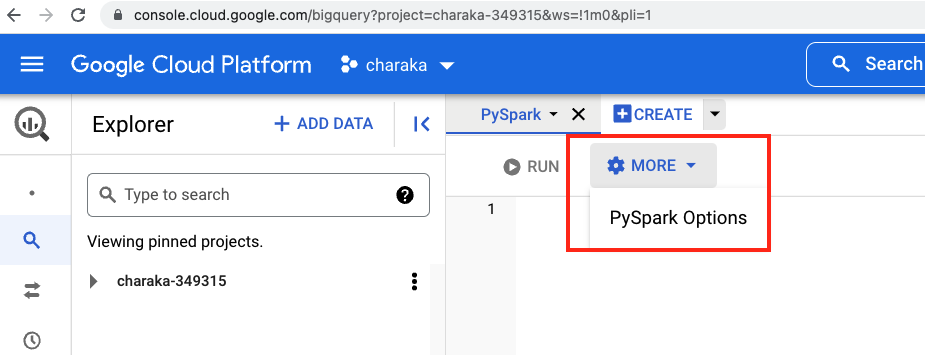 console.cloud.google.com/bigquery?project=charaka-349315&ws=!1m0&pli=1
Google Cloud Platform
charaka
Search
Explorer
+ ADD DATA
PySpark
CREATE
RUN
MORE
PySpark Options
Type to search
?
1
Viewing pinned projects.
charaka-349315